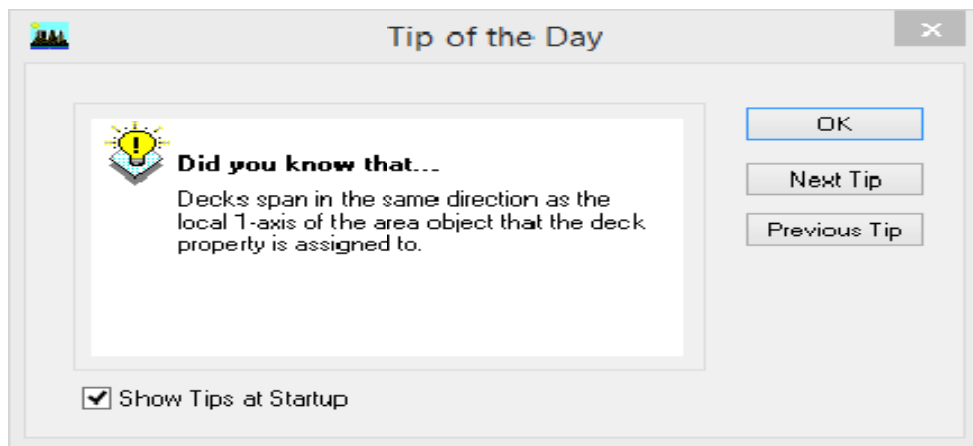 Tip of the Day
Did you know that...
Decks span in the same direction as the
local 1-axis of the area object that the deck
property is assigned to.
OK
Next Tip
Previous Tip
Show Tips at Startup